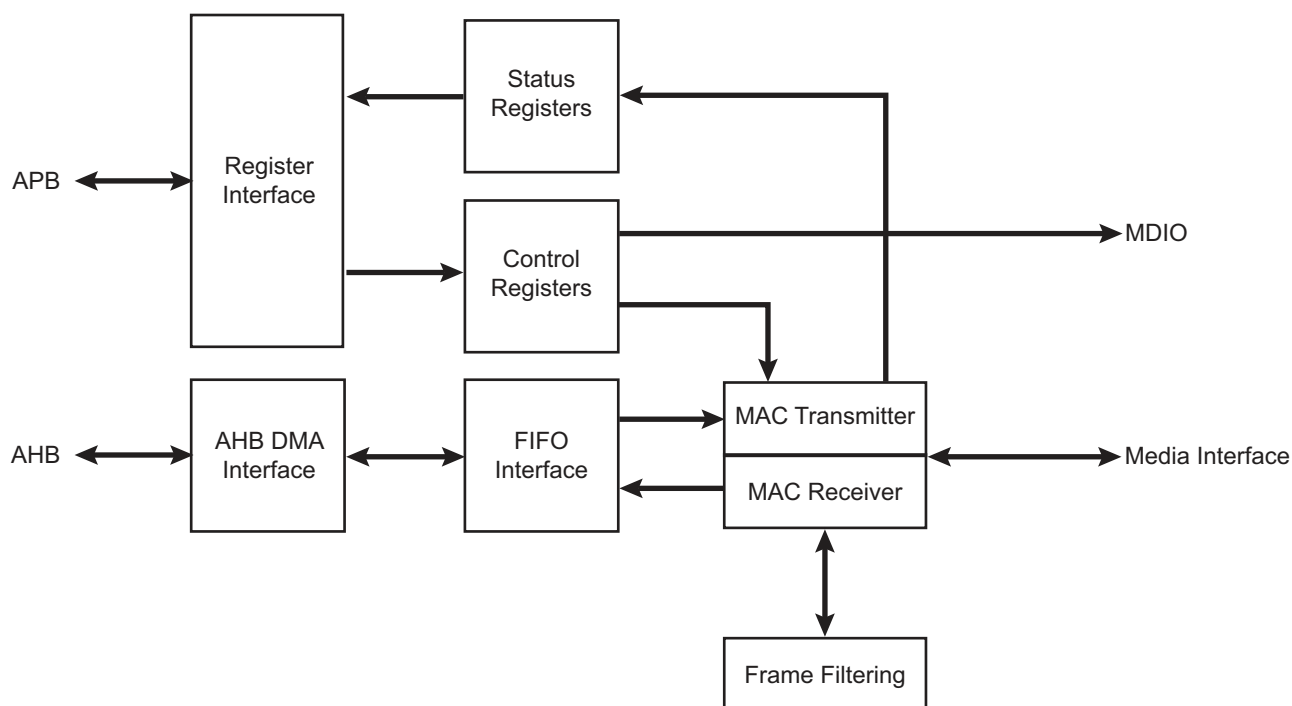 Status
Registers
APB
Register
Interface
MDIO
Control
Registers
AHB
AHB DMA
Interface
FIFO
Interface
MAC Transmitter
MAC Receiver
Media Interface
Frame Filtering